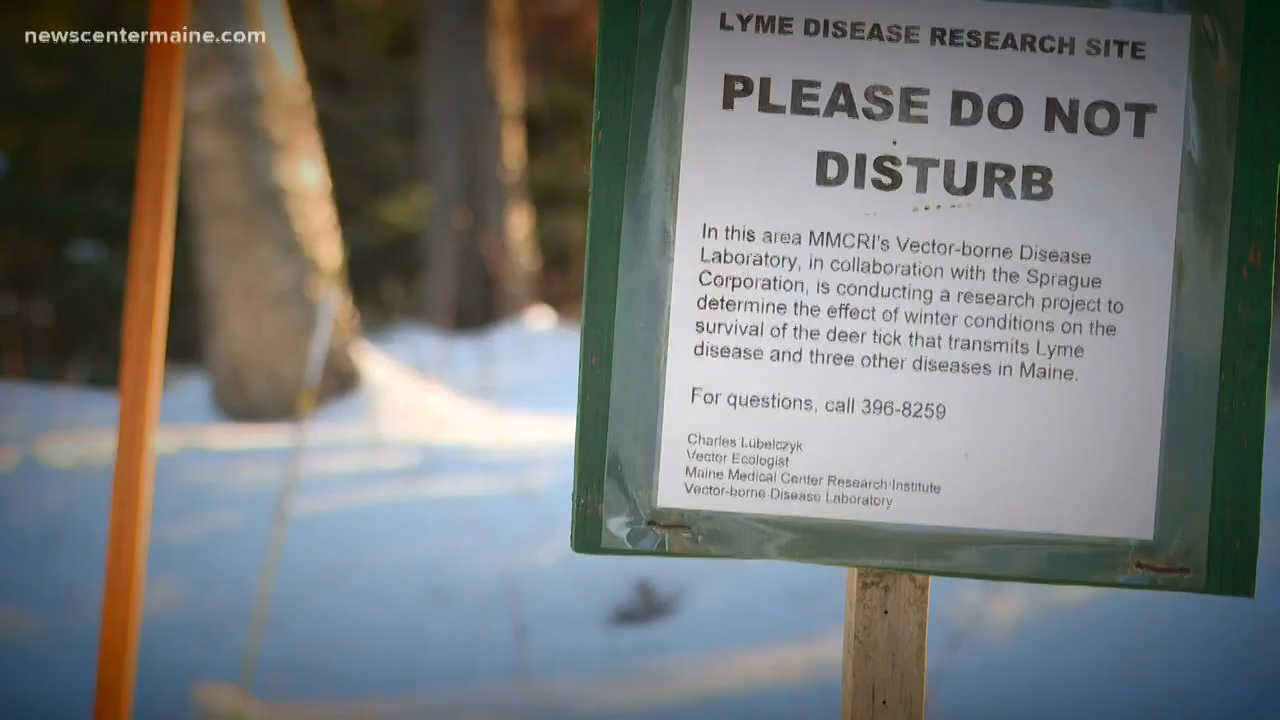 newscentermaine.com
LYME DISEASE RESEARCH SITE
PLEASE DO NOT
DISTURB
In this area MMCRI's Vector-borne Disease
Laboratory, in collaboration with the Sprague
Corporation, is conducting a research project to
determine the effect of winter conditions on the
survival of the deer tick that transmits Lyme
disease and three other diseases in Maine.
For questions, call 396-8259
Charles Lubelczyk
Vector Ecologist
Maine Medical Center Research Institute
Vector-borne Disease Laboratory